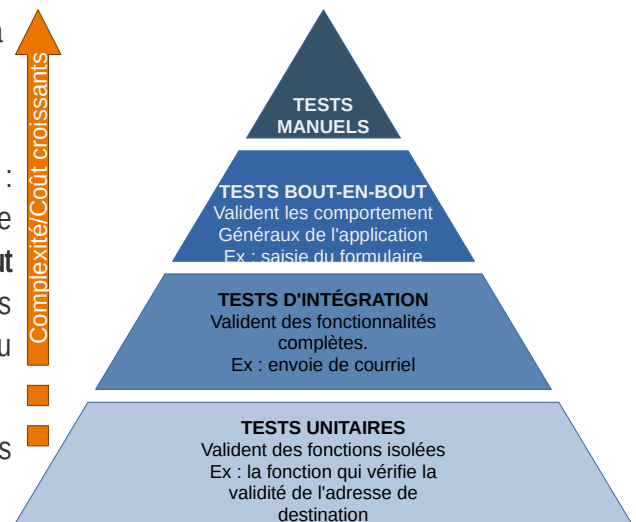 Complexité/Coût croissants
:
TESTS
MANUELS
TESTS BOUT-EN-BOUT
Valident les comportement
Généraux de l'application
Ex : saisie du formulaire
TESTS D'INTÉGRATION
Valident des fonctionnalités
complètes.
Ex : envoie de courriel
TESTS UNITAIRES
Valident des fonctions isolées
Ex : la fonction qui vérifie la
validité de l'adresse de
destination